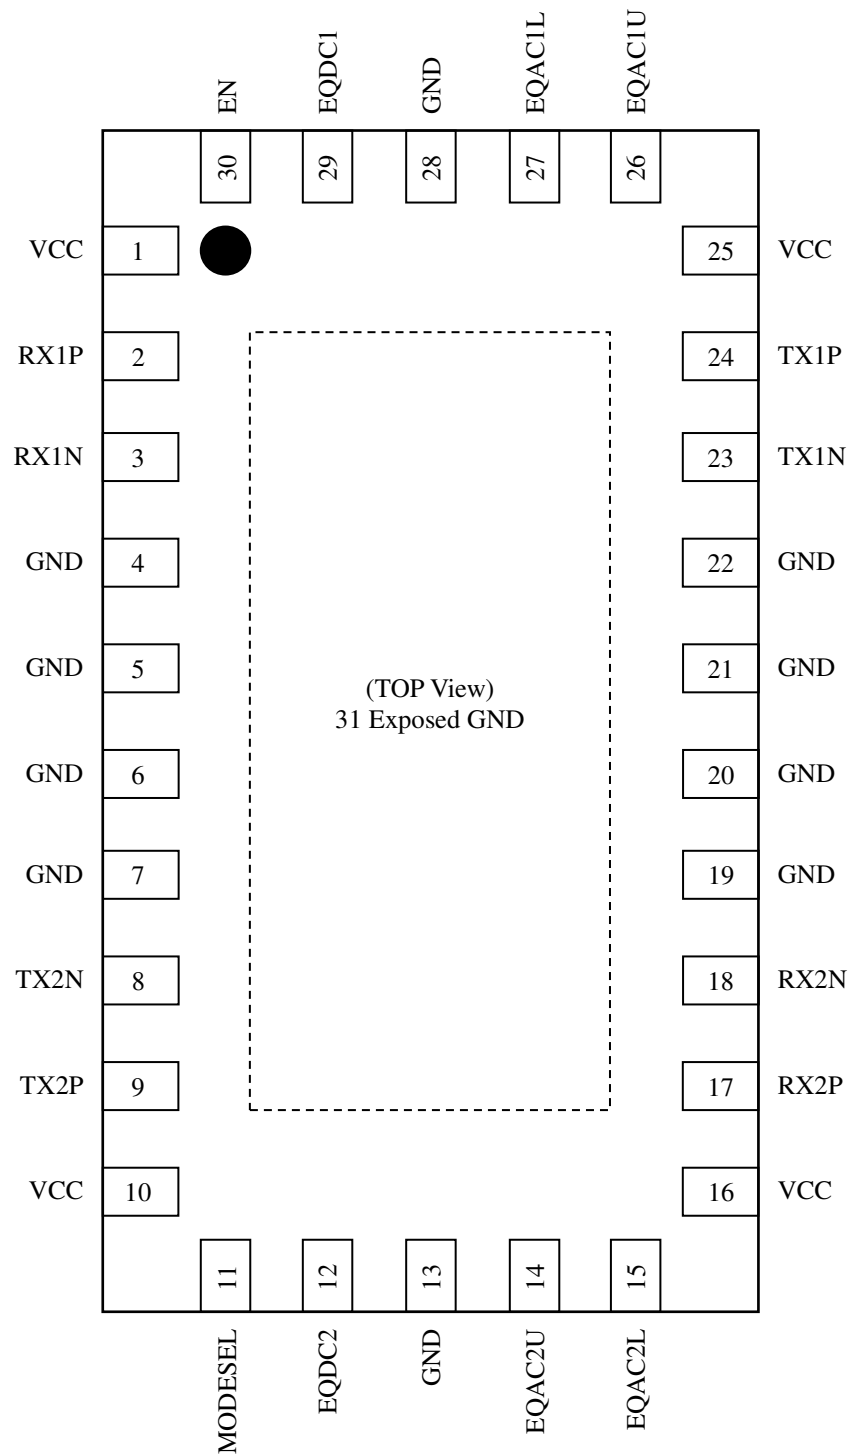 EN
EQDC1
GND
EQAC1L
EQAC1U
30
29
28
27
26
VCC 1
25 VCC
RX1P 2
24 TX1P
RX1N 3
23 TX1N
GND 4
22 GND
GND 5
21 GND
(TOP View)
31 Exposed GND
GND 6
20 GND
GND 7
19 GND
TX2N 8
18 RX2N
TX2P 9
17 RX2P
VCC 10
16 VCC
11
12
13
14
15
MODESEL
EQDC2
GND
EQAC2U
EQAC2L